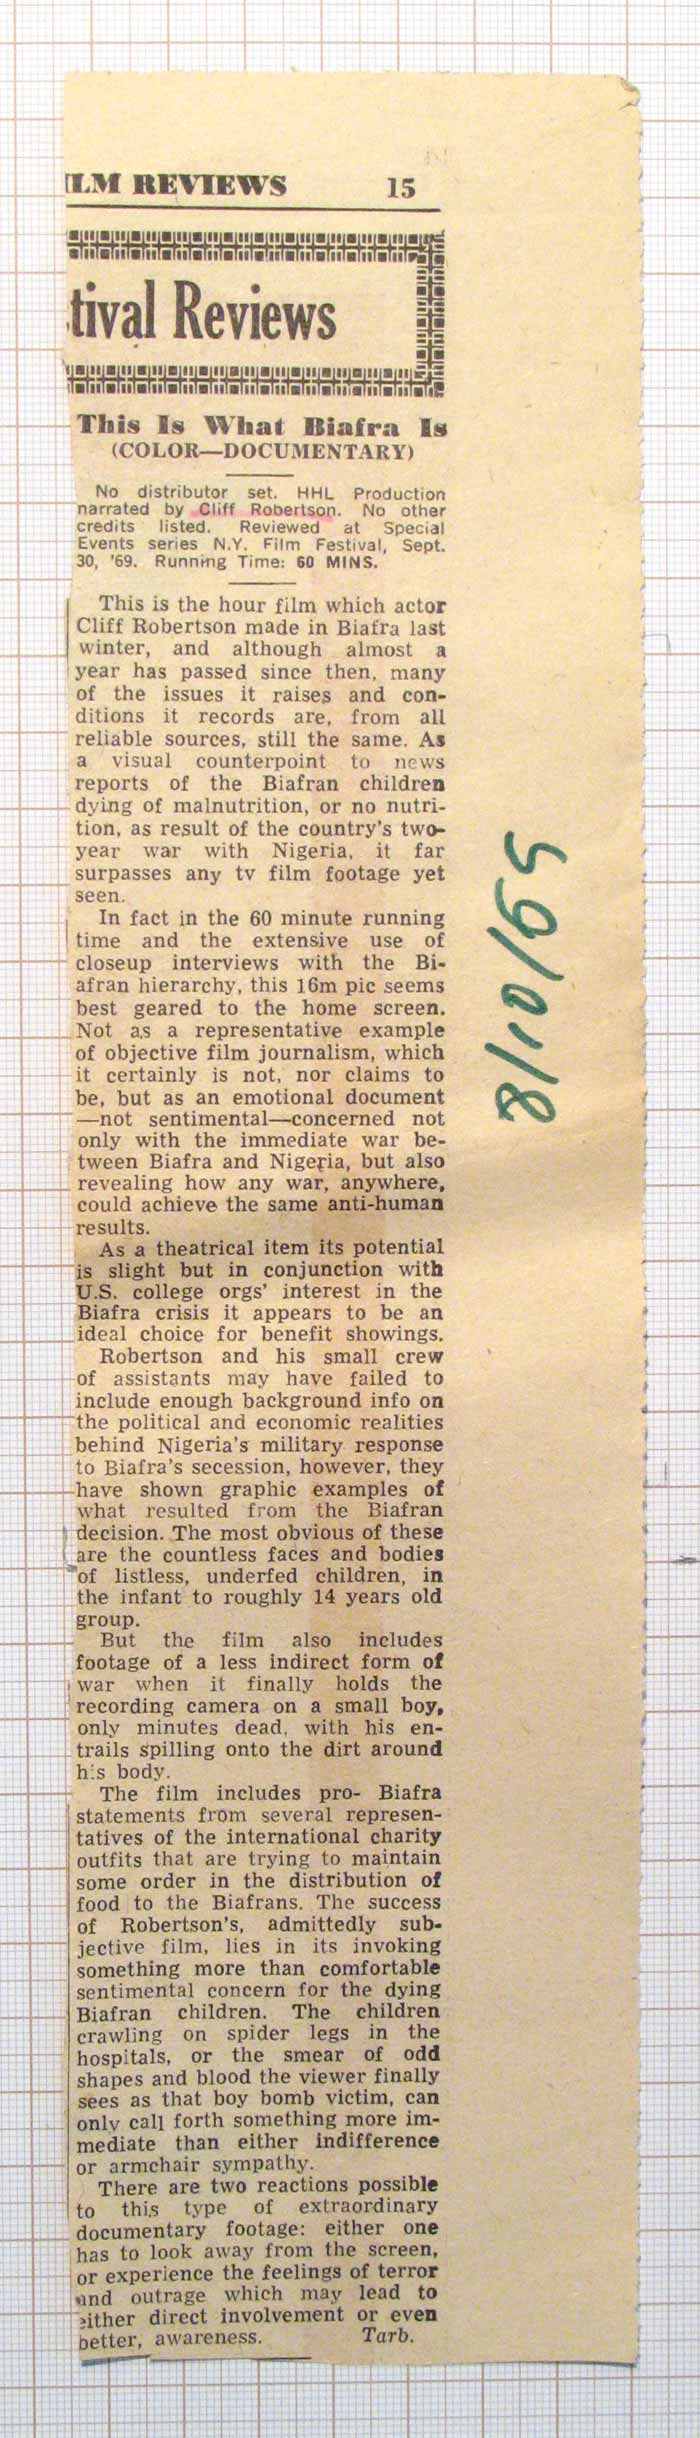 ILM REVIEWS 15
tival Reviews
This Is What Biafra Is
(COLOR—DOCUMENTARY)
No distributor set. HHL Production
narrated by Cliff Robertson. No other
credits listed. Reviewed at Special
Events series N.Y. Film Festival, Sept.
30, '69. Running Time: 60 MINS.
This is the hour film which actor
Cliff Robertson made in Biafra last
winter, and although almost a
year has passed since then, many
of the issues it raises and con-
ditions it records are, from all
reliable sources, still the same. As
a visual counterpoint to news
reports of the Biafran children
dying of malnutrition, or no nutri-
tion, as result of the country's two-
year war with Nigeria, it far
surpasses any tv film footage yet
seen.
In fact in the 60 minute running
time and the extensive use of
closeup interviews with the Bi-
afran hierarchy, this 16m pic seems
best geared to the home screen.
Not as a representative example
of objective film journalism, which
it certainly is not, nor claims to
be, but as an emotional document
—not sentimental—concerned not
only with the immediate war be-
tween Biafra and Nigeria, but also
revealing how any war, anywhere,
could achieve the same anti-human
results.
As a theatrical item its potential
is slight but in conjunction with
U.S. college orgs' interest in the
Biafra crisis it appears to be an
ideal choice for benefit showings.
Robertson and his small crew
of assistants may have failed to
include enough background info on
the political and economic realities
behind Nigeria's military response
to Biafra's secession, however, they
have shown graphic examples of
what resulted from the Biafran
decision. The most obvious of these
are the countless faces and bodies
of listless, underfed children, in
the infant to roughly 14 years old
group.
But the film also includes
footage of a less indirect form of
war when it finally holds the
recording camera on a small boy,
only minutes dead, with his en-
trails spilling onto the dirt around
his body.
The film includes pro- Biafra
statements from several represen-
tatives of the international charity
outfits that are trying to maintain
some order in the distribution of
food to the Biafrans. The success
of Robertson's, admittedly sub-
jective film, lies in its invoking
something more than comfortable
sentimental concern for the dying
Biafran children. The children
crawling on spider legs in the
hospitals, or the smear of odd
shapes and blood the viewer finally
sees as that boy bomb victim, can
only call forth something more im-
mediate than either indifference
or armchair sympathy.
There are two reactions possible
to this type of extraordinary
documentary footage: either one
has to look away from the screen,
or experience the feelings of terror
and outrage which may lead to
either direct involvement or even
better, awareness. Tarb.
8/10/69